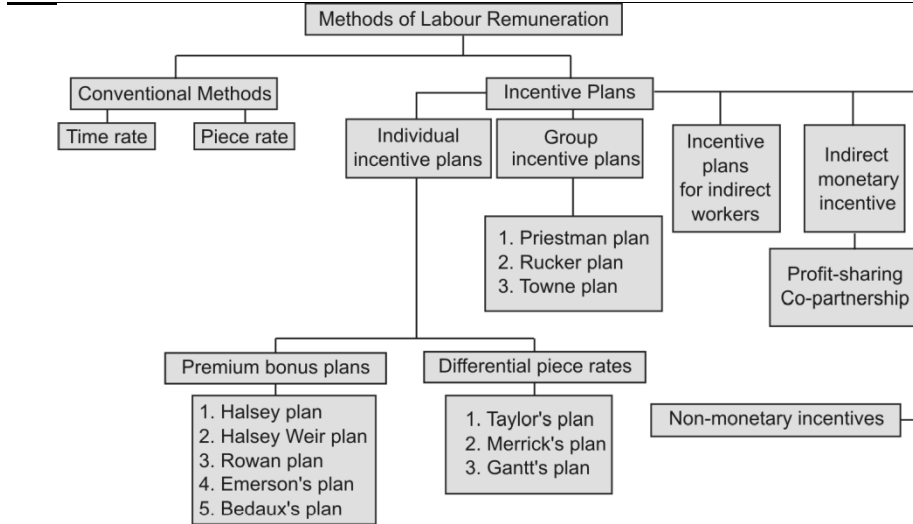 Methods of Labour Remuneration
Conventional Methods
Incentive Plans
Time rate
Piece rate
Individual
incentive plans
Group
incentive plans
Incentive
plans
for indirect
workers
Indirect
monetary
incentive
1. Priestman plan
2. Rucker plan
3. Towne plan
Profit-sharing
Co-partnership
Premium bonus plans
Differential piece rates
1. Halsey plan
2. Halsey Weir plan
3. Rowan plan
4. Emerson's plan
5. Bedaux's plan
1. Taylor's plan
2. Merrick's plan
3. Gantt's plan
Non-monetary incentives